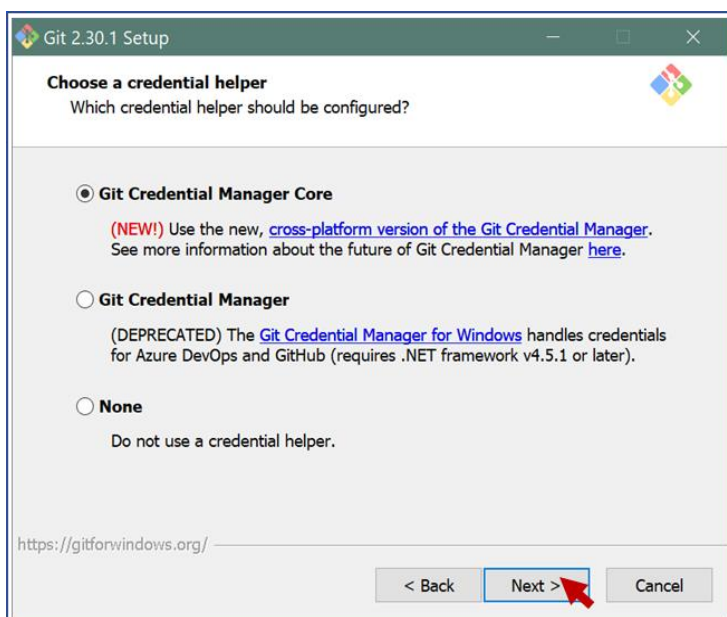 Git 2.30.1 Setup
Choose a credential helper
Which credential helper should be configured?
Git Credential Manager Core
(NEW!) Use the new, cross-platform version of the Git Credential Manager.
See more information about the future of Git Credential Manager here.
Git Credential Manager
(DEPRECATED) The Git Credential Manager for Windows handles credentials
for Azure DevOps and GitHub (requires .NET framework v4.5.1 or later).
None
Do not use a credential helper.
https://gitforwindows.org/
< Back Next > Cancel